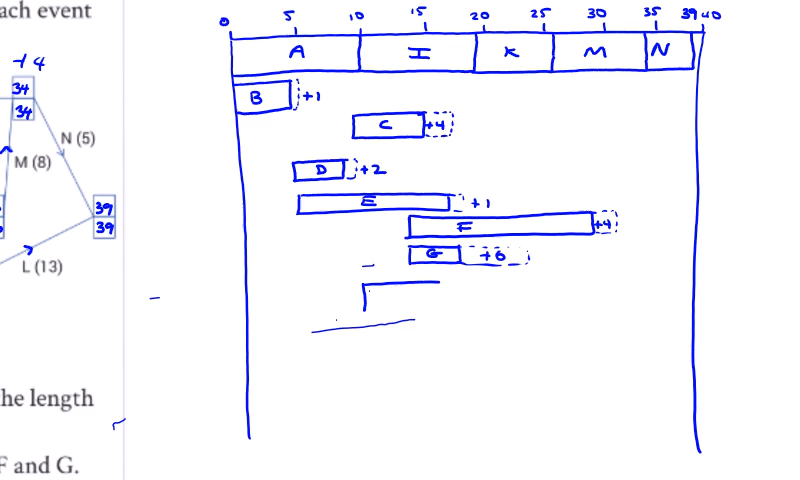 ach event
+4
34
34
N (5)
M (8)
39
39
L (13)
he length
F and G.
0 5 10 15 20 25 30 35 39 40
A I K M N
B +1
C +4
D +2
E +1
F +4
G +6